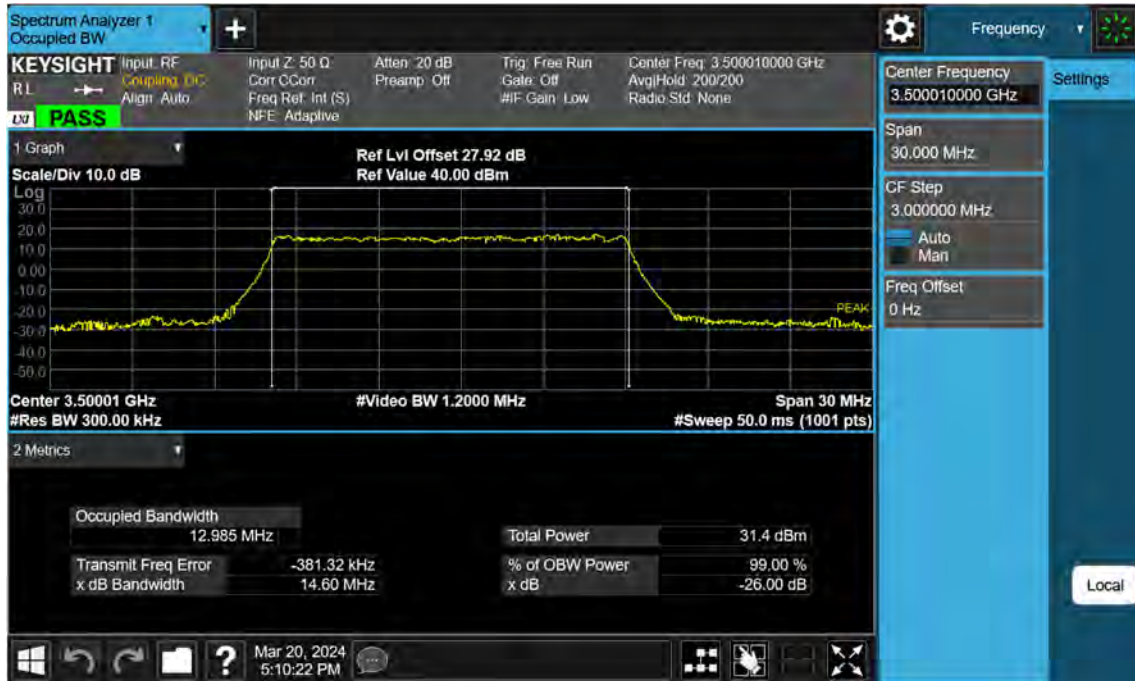 Spectrum Analyzer 1
Occupied BW
+
Frequency
KEYSIGHT
RL
LXI
PASS
Input: RF
Coupling: DC
Align: Auto
Input Z: 50 Ω
Corr CCorr
Freq Ref: Int (S)
NFE: Adaptive
Atten: 20 dB
Preamp: Off
Trig: Free Run
Gate: Off
#IF Gain: Low
Center Freq: 3.500010000 GHz
Avg|Hold: 200/200
Radio Std: None
1 Graph
Scale/Div 10.0 dB
Ref Lvl Offset 27.92 dB
Ref Value 40.00 dBm
Log
30.0
20.0
10.0
0.00
-10.0
-20.0
-30.0
-40.0
-50.0
PEAK
Center 3.50001 GHz
#Video BW 1.2000 MHz
Span 30 MHz
#Res BW 300.00 kHz
#Sweep 50.0 ms (1001 pts)
2 Metrics
Occupied Bandwidth
12.985 MHz
Total Power 31.4 dBm
Transmit Freq Error -381.32 kHz
% of OBW Power 99.00 %
x dB Bandwidth 14.60 MHz
x dB -26.00 dB
Center Frequency
3.500010000 GHz
Settings
Span
30.000 MHz
CF Step
3.000000 MHz
Auto
Man
Freq Offset
0 Hz
Local
?
Mar 20, 2024
5:10:22 PM